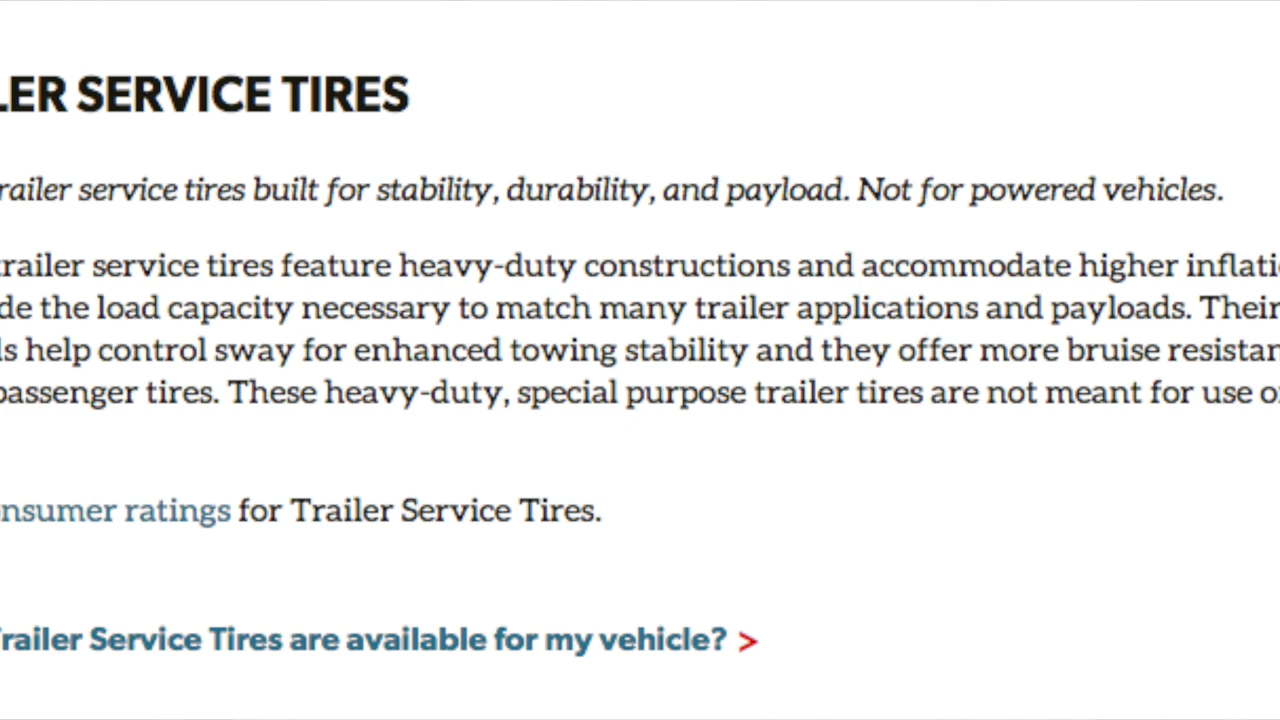 LER SERVICE TIRES
railer service tires built for stability, durability, and payload. Not for powered vehicles.
trailer service tires feature heavy-duty constructions and accommodate higher inflati
de the load capacity necessary to match many trailer applications and payloads. Their
ls help control sway for enhanced towing stability and they offer more bruise resistan
passenger tires. These heavy-duty, special purpose trailer tires are not meant for use o
onsumer ratings for Trailer Service Tires.
Trailer Service Tires are available for my vehicle? >